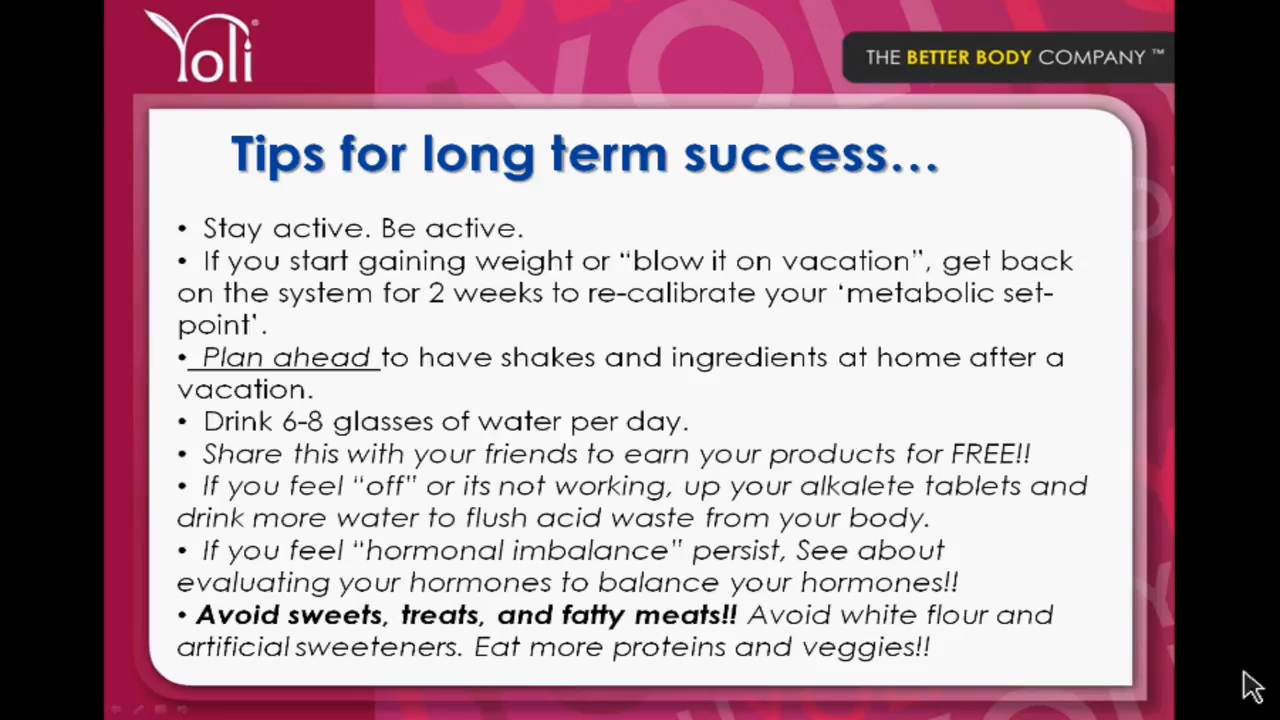 Yoli®
THE BETTER BODY COMPANY ™
Tips for long term success…
• Stay active. Be active.
• If you start gaining weight or “blow it on vacation”, get back
on the system for 2 weeks to re-calibrate your ‘metabolic set-
point’.
• Plan ahead to have shakes and ingredients at home after a
vacation.
• Drink 6-8 glasses of water per day.
• Share this with your friends to earn your products for FREE!!
• If you feel “off” or its not working, up your alkalete tablets and
drink more water to flush acid waste from your body.
• If you feel “hormonal imbalance” persist, See about
evaluating your hormones to balance your hormones!!
• Avoid sweets, treats, and fatty meats!! Avoid white flour and
artificial sweeteners. Eat more proteins and veggies!!